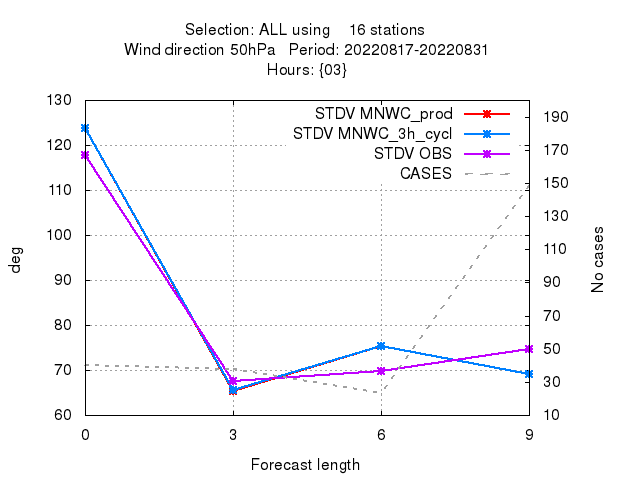 Selection: ALL using 16 stations
Wind direction 50hPa Period: 20220817-20220831
Hours: {03}
STDV MNWC_prod
STDV MNWC_3h_cycl
STDV OBS
CASES
130
120
110
100
90
80
70
60
190
170
150
130
110
90
70
50
30
10
deg
No cases
0 3 6 9
Forecast length